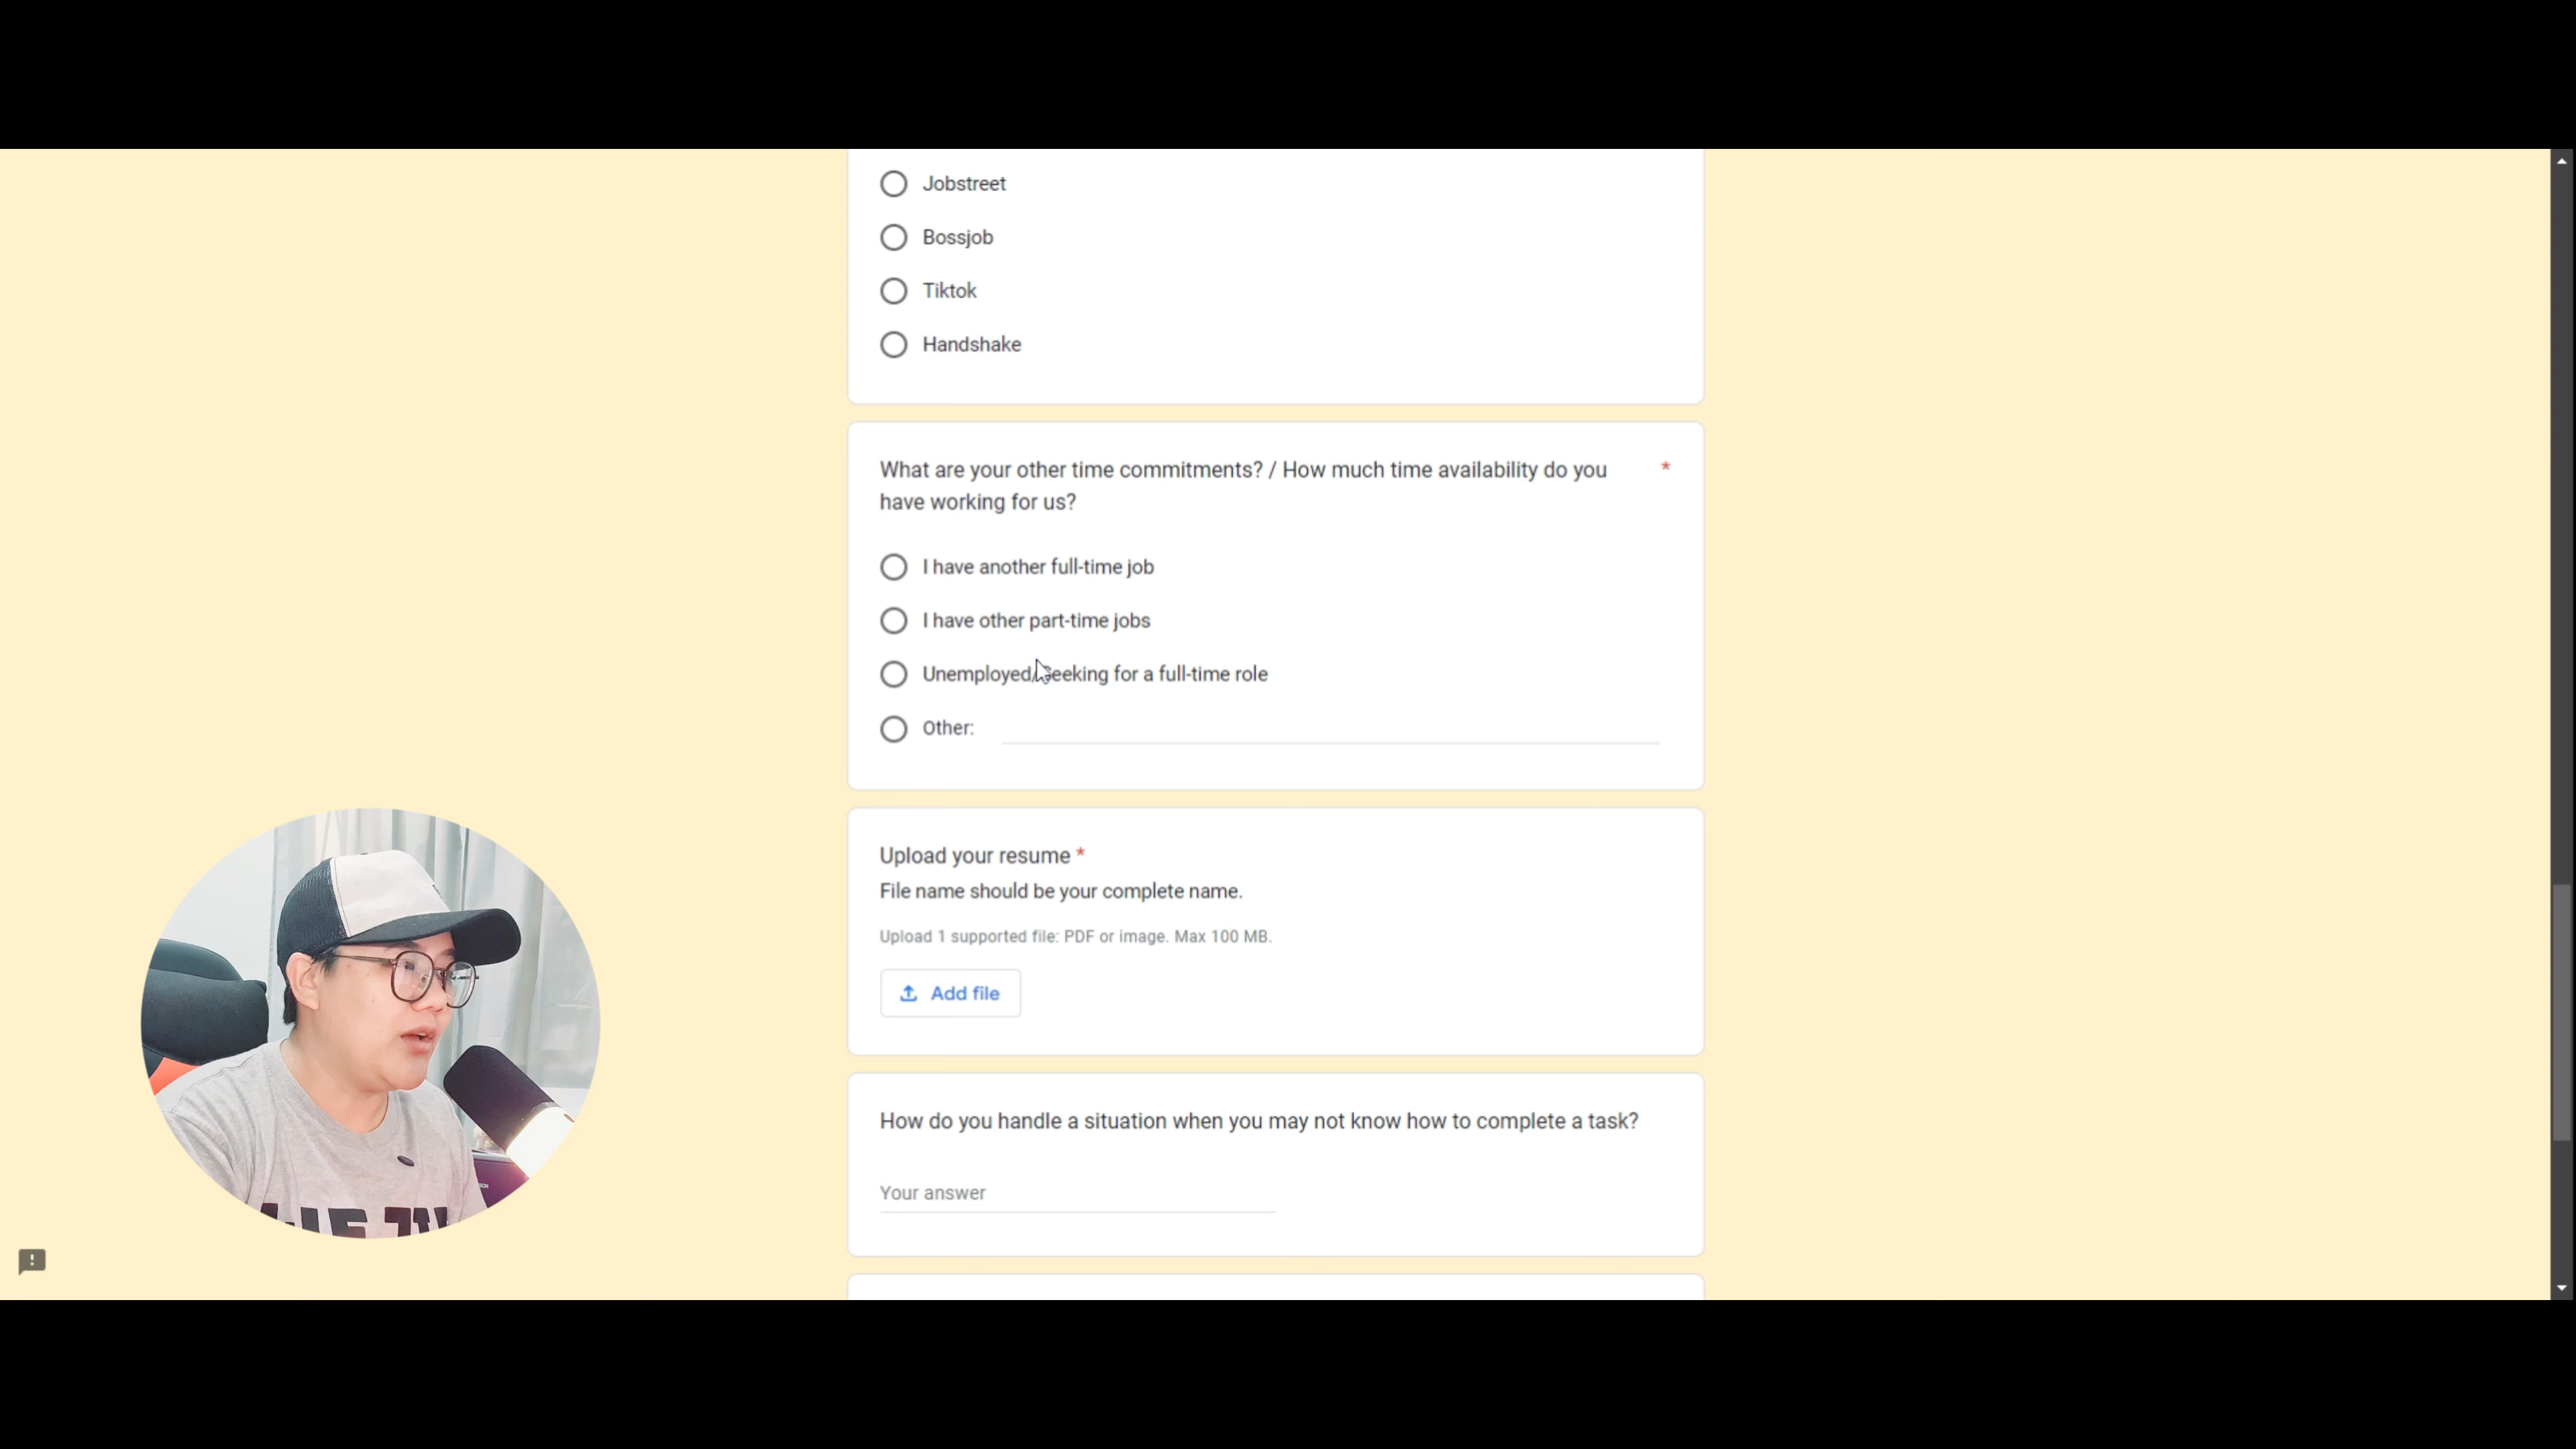 Jobstreet
Bossjob
Tiktok
Handshake
What are your other time commitments? / How much time availability do you *
have working for us?
I have another full-time job
I have other part-time jobs
Unemployed/Seeking for a full-time role
Other:
Upload your resume *
File name should be your complete name.
Upload 1 supported file: PDF or image. Max 100 MB.
Add file
How do you handle a situation when you may not know how to complete a task?
Your answer